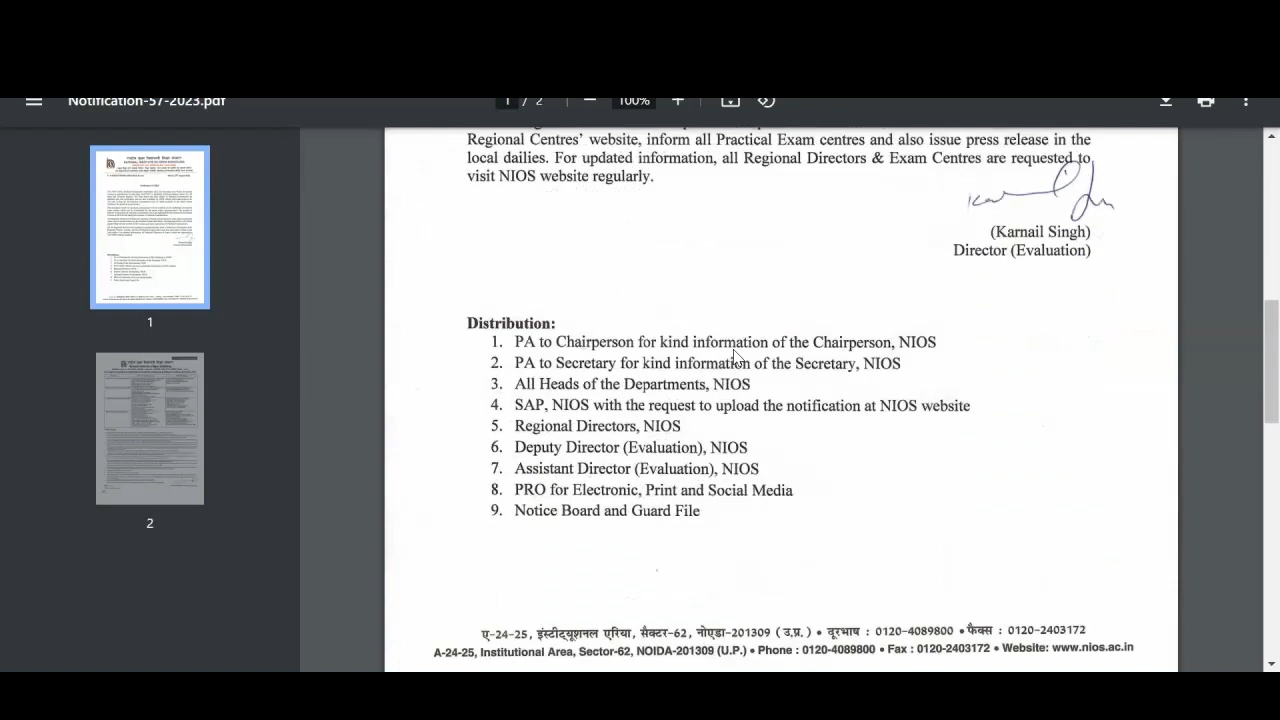 Notification-57-2023.pdf
1 / 2
100%
Regional Centres' website, inform all Practical Exam centres and also issue press release in the
local dailies. For updated information, all Regional Directors & Exam Centres are requested to
visit NIOS website regularly.
(Karnail Singh)
Director (Evaluation)
Distribution:
1. PA to Chairperson for kind information of the Chairperson, NIOS
2. PA to Secretary for kind information of the Secretary, NIOS
3. All Heads of the Departments, NIOS
4. SAP, NIOS with the request to upload the notification at NIOS website
5. Regional Directors, NIOS
6. Deputy Director (Evaluation), NIOS
7. Assistant Director (Evaluation), NIOS
8. PRO for Electronic, Print and Social Media
9. Notice Board and Guard File
ए-24-25, इंस्टीट्यूशनल एरिया, सैक्टर-62, नोएडा-201309 (उ.प्र.) • दूरभाष : 0120-4089800 • फैक्स : 0120-2403172
A-24-25, Institutional Area, Sector-62, NOIDA-201309 (U.P.) • Phone : 0120-4089800 • Fax : 0120-2403172 • Website: www.nios.ac.in
1
2